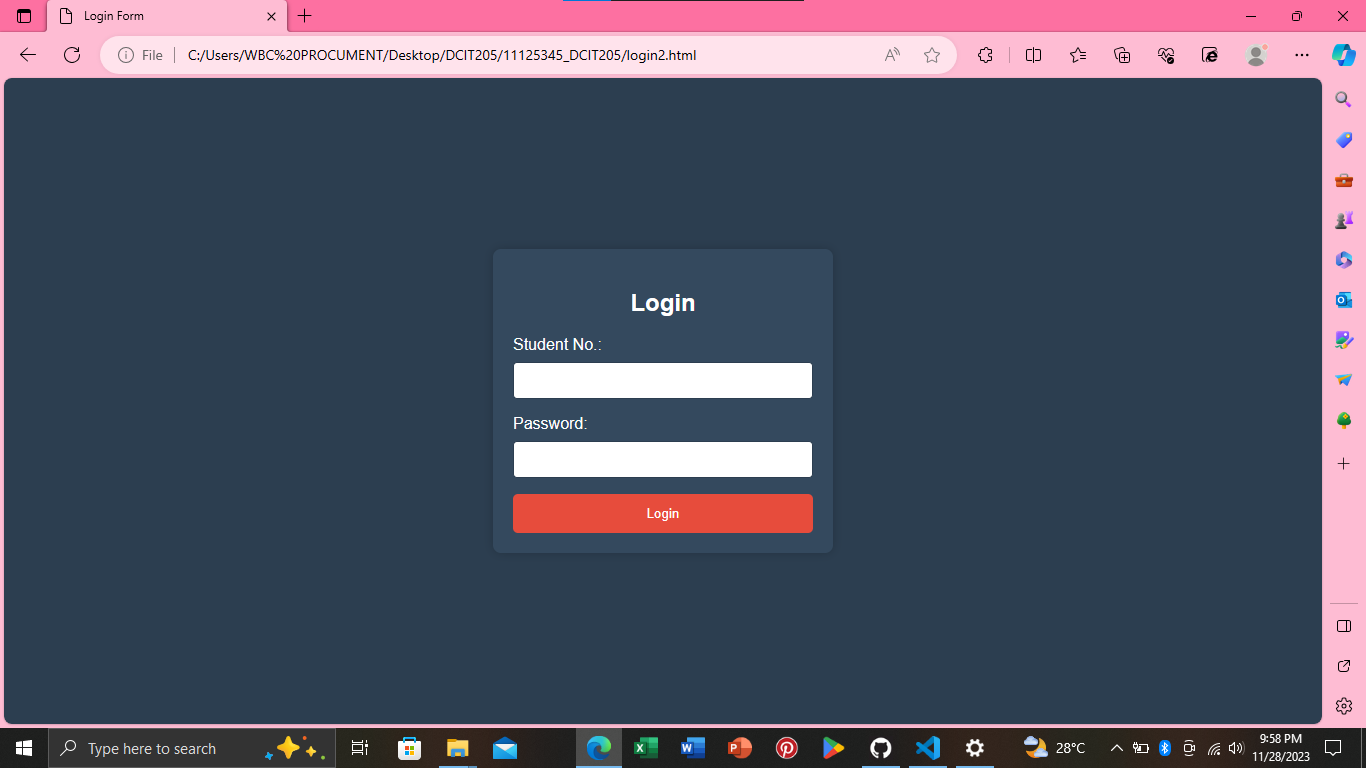 Login Form
File
C:/Users/WBC%20PROCUMENT/Desktop/DCIT205/11125345_DCIT205/login2.html
Login
Student No.:
Password:
Login
Type here to search
28°C
9:58 PM
11/28/2023